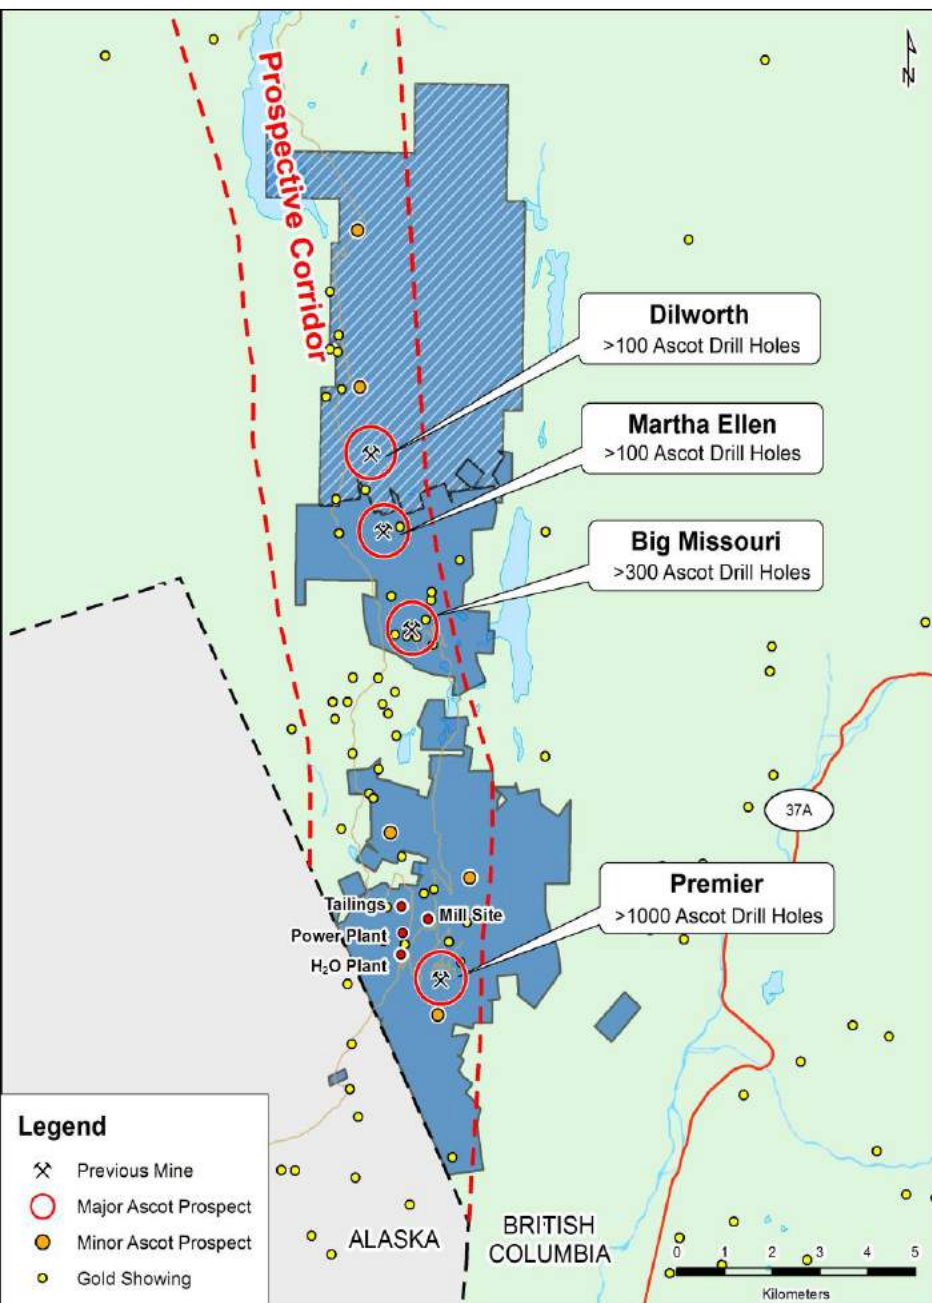 N
Prospective Corridor
Dilworth
>100 Ascot Drill Holes
Martha Ellen
>100 Ascot Drill Holes
Big Missouri
>300 Ascot Drill Holes
37A
Premier
>1000 Ascot Drill Holes
Tailings
Mill Site
Power Plant
H₂O Plant
Legend
Previous Mine
Major Ascot Prospect
Minor Ascot Prospect
Gold Showing
ALASKA
BRITISH
COLUMBIA
0 1 2 3 4 5
Kilometers